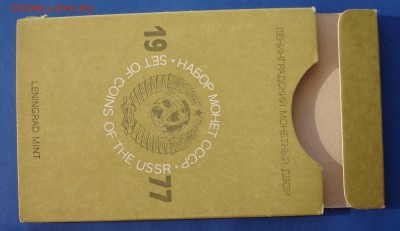 ЛЕНИНГРАДСКИЙ МОНЕТНЫЙ ДВОР
19 77
НАБОР МОНЕТ СССР · SET OF COINS OF THE USSR ·
LENINGRAD MINT